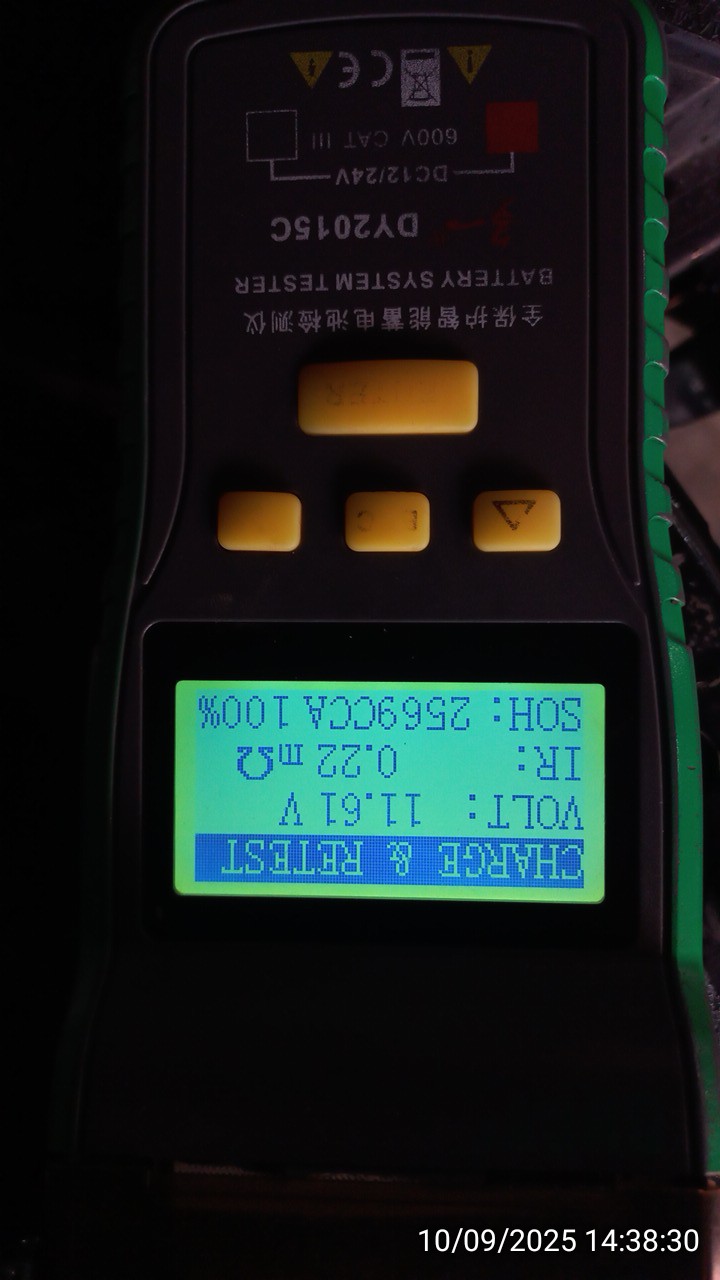 CHARGE & RETEST
VOLT: 11.61 V
IR: 0.22 mΩ
SOH: 2569CCA 100%
全保护智能蓄电池检测仪
BATTERY SYSTEM TESTER
DY2015C
DC12/24V
600V CAT III
CE
10/09/2025 14:38:30